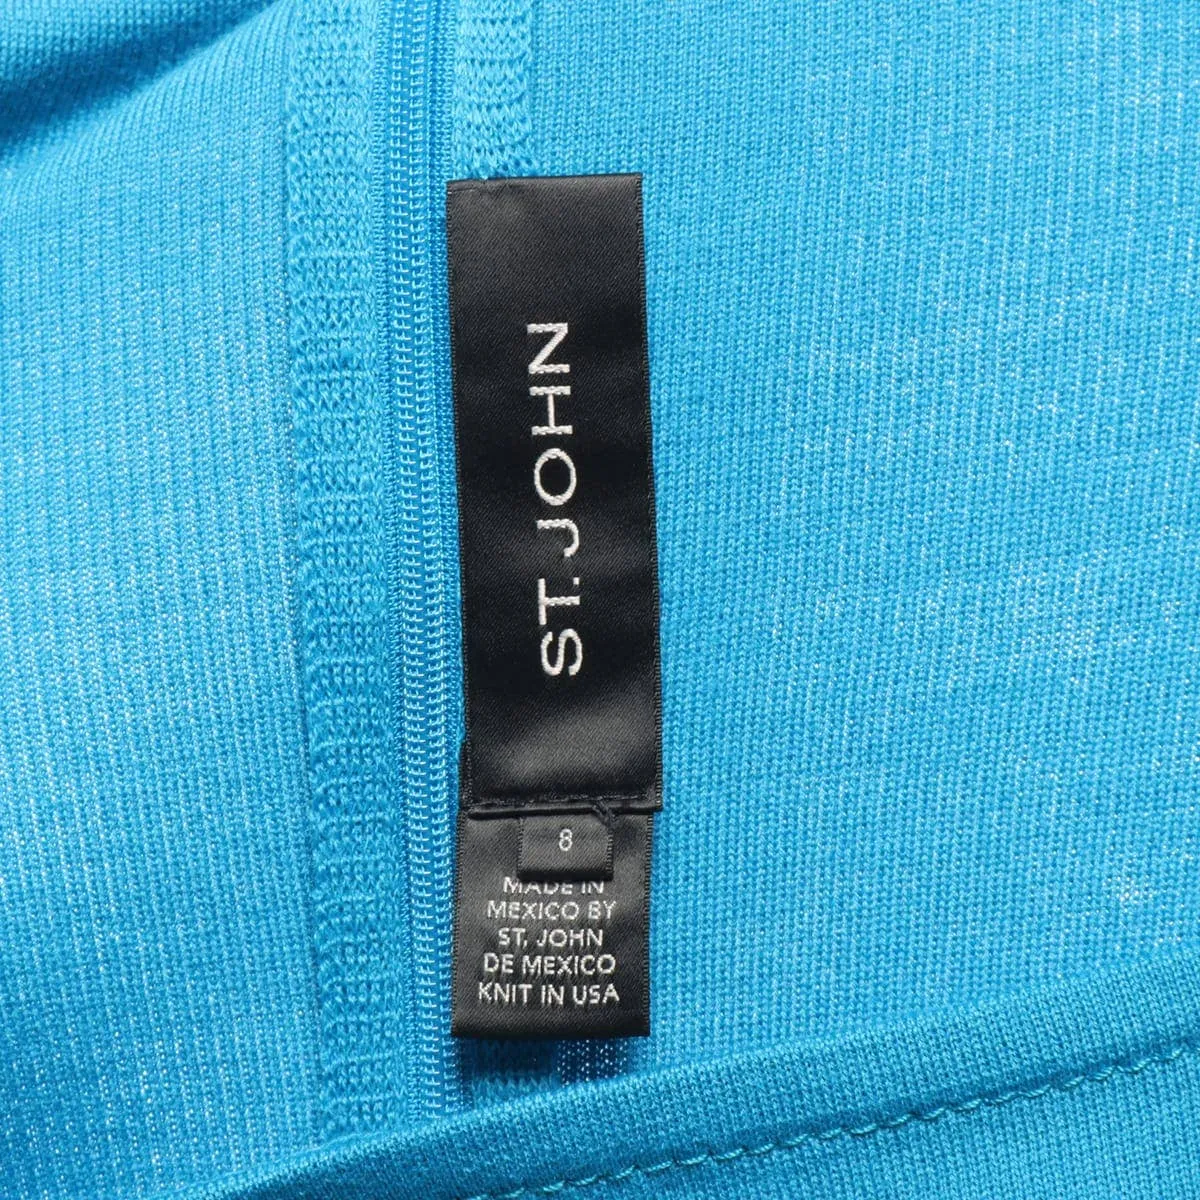 ST. JOHN
8
MADE IN
MEXICO BY
ST. JOHN
DE MEXICO
KNIT IN USA